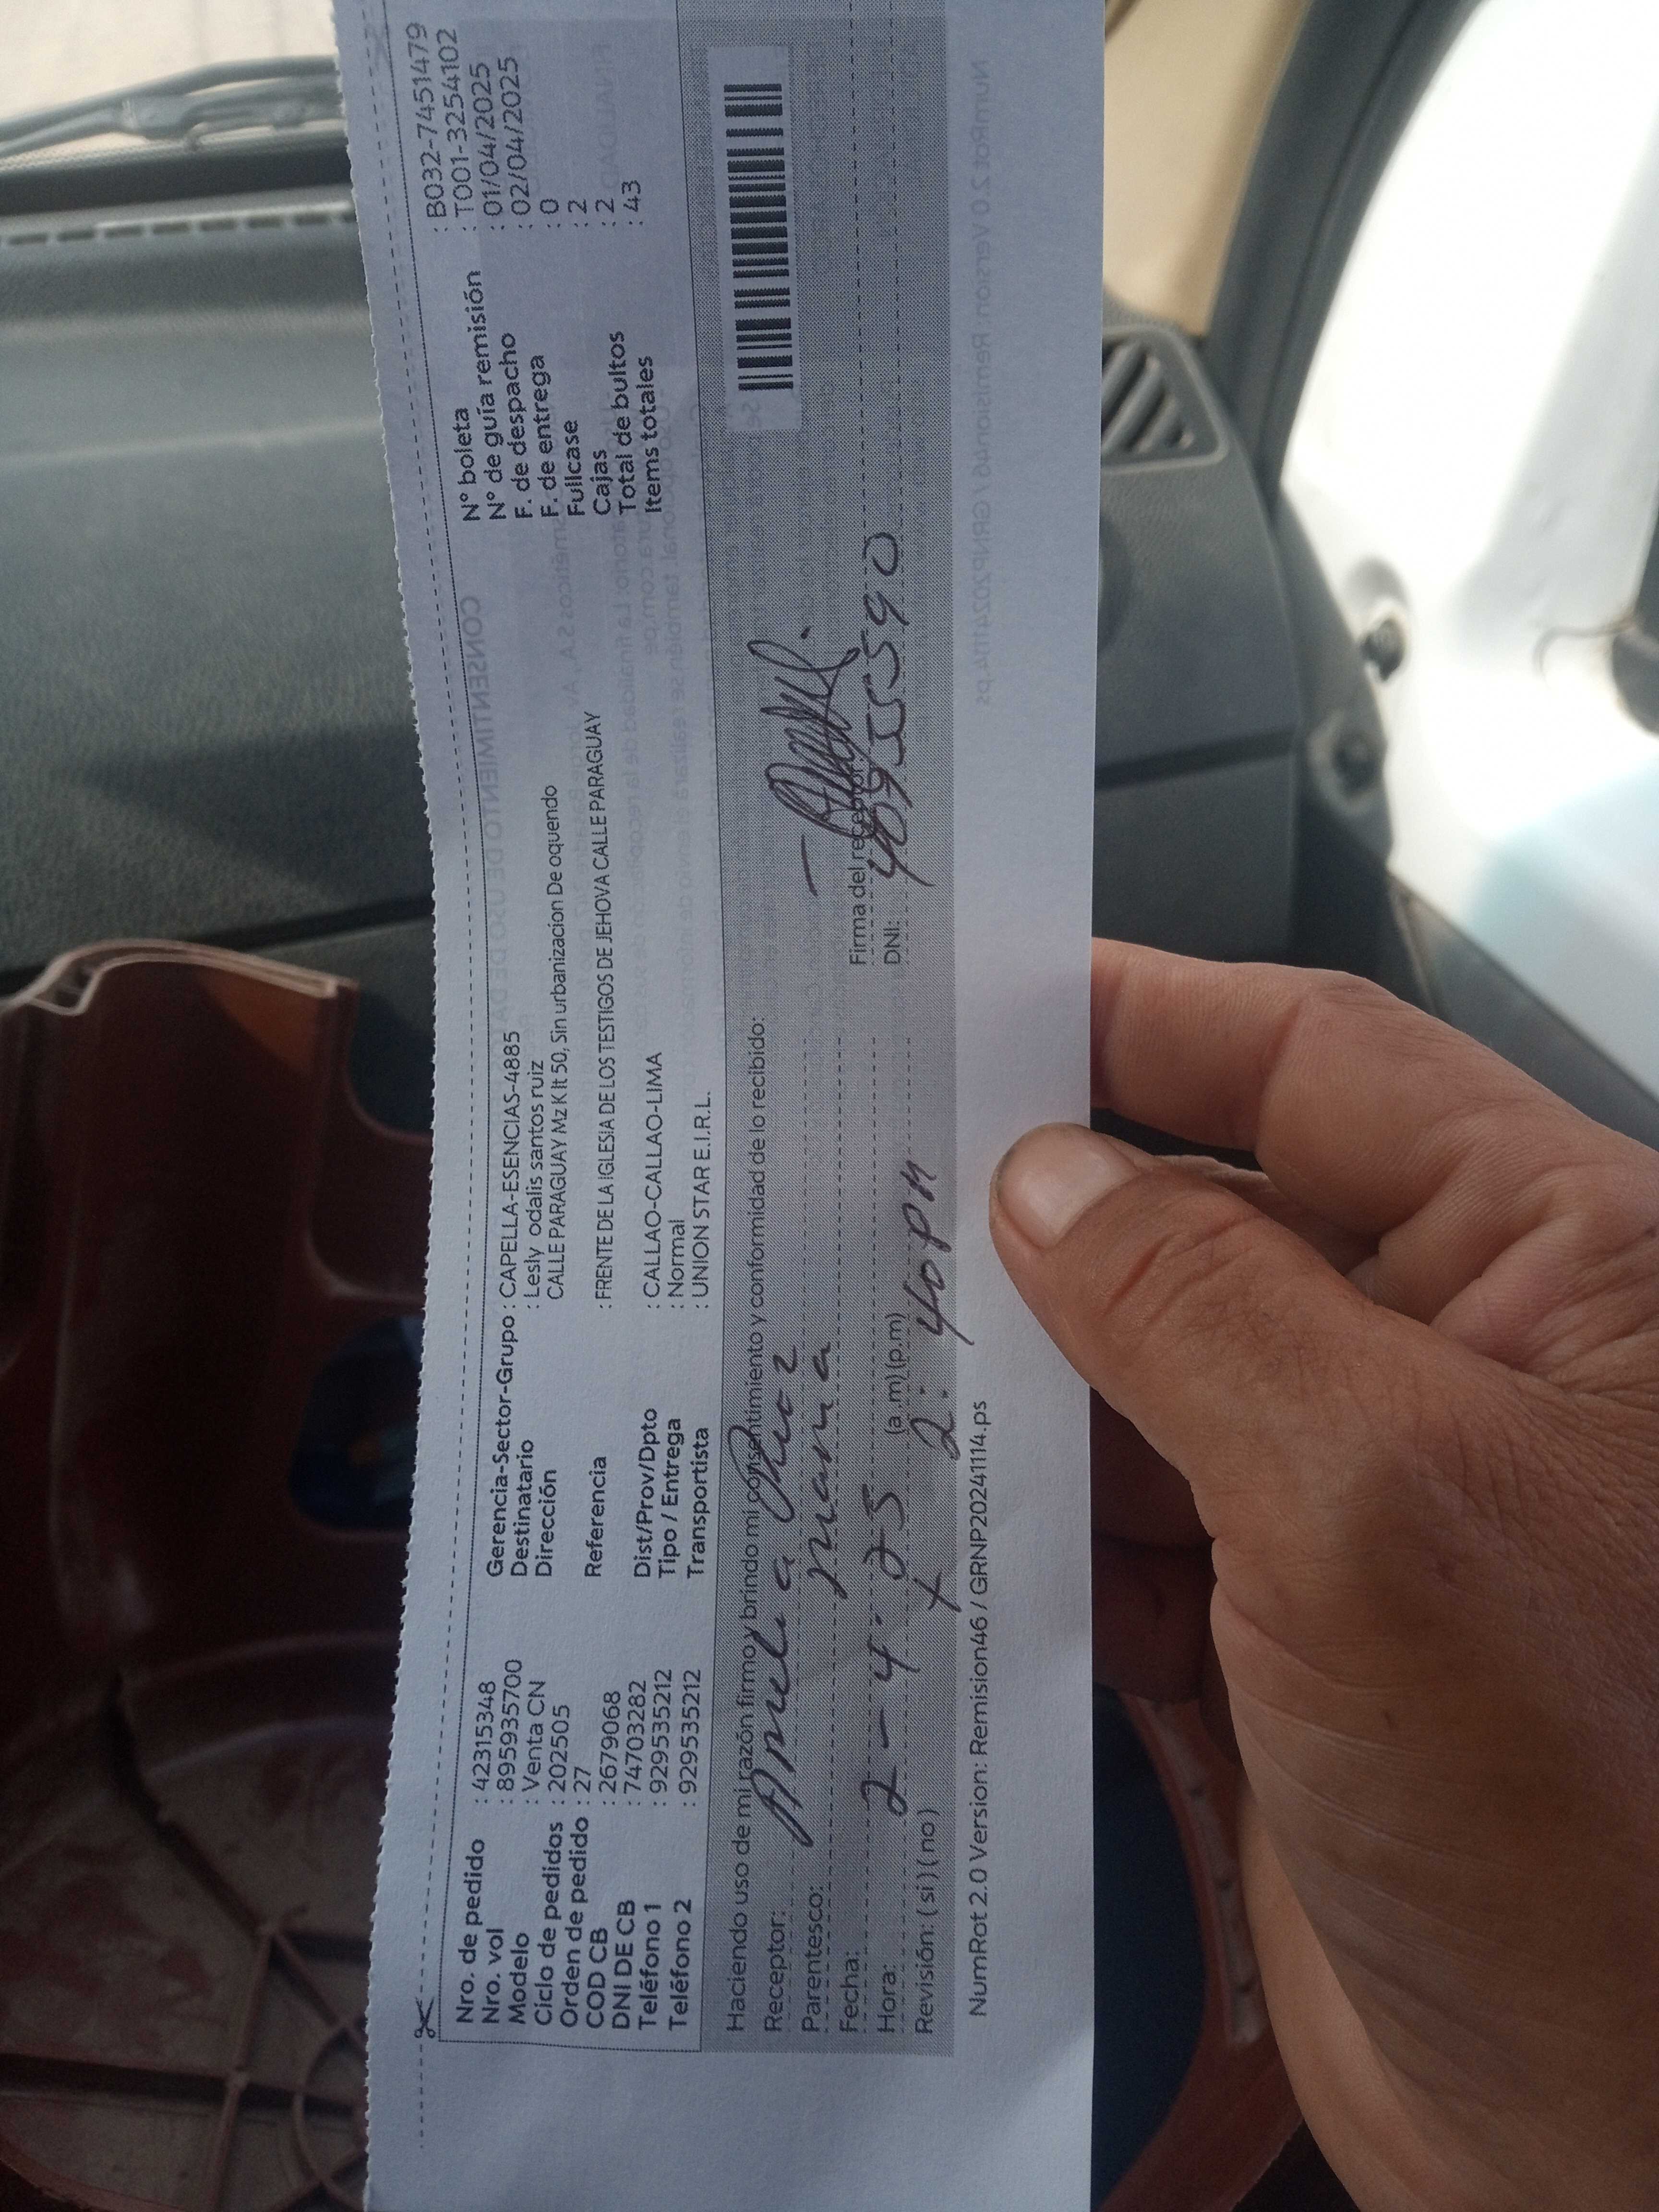 Nro. de pedido : 42315348
Nro. vol : 895935700
Modelo : Venta CN
Ciclo de pedidos : 202505
Orden de pedido : 27
COD CB : 2679068
DNI DE CB : 74703282
Teléfono 1 : 929535212
Teléfono 2 : 929535212
Gerencia-Sector-Grupo : CAPELLA-ESENCIAS-4885
Destinatario : Lesly odalis santos ruiz
Dirección CALLE PARAGUAY Mz K lt 50, Sin urbanizacion De oquendo
Referencia : FRENTE DE LA IGLESIA DE LOS TESTIGOS DE JEHOVA CALLE PARAGUAY
Dist/Prov/Dpto : CALLAO-CALLAO-LIMA
Tipo / Entrega : Normal
Transportista : UNION STAR E.I.R.L.
N° boleta : B032-7451479
N° de guía remisión : T001-3254102
F. de despacho : 01/04/2025
F. de entrega : 02/04/2025
Fullcase : 0
Cajas : 2
Total de bultos : 2
Items totales : 43
Haciendo uso de mi razón firmo y brindo mi consentimiento y conformidad de lo recibido:
Receptor:
Parentesco: mama
Fecha: 2-4-25
Hora: (a.m)(p.m) 2:40pm
Revisión: (si)(no) x
Firma del receptor:
DNI: 40955590
NumRot 2.0 Version: Remision46 / GRNP20241114.ps